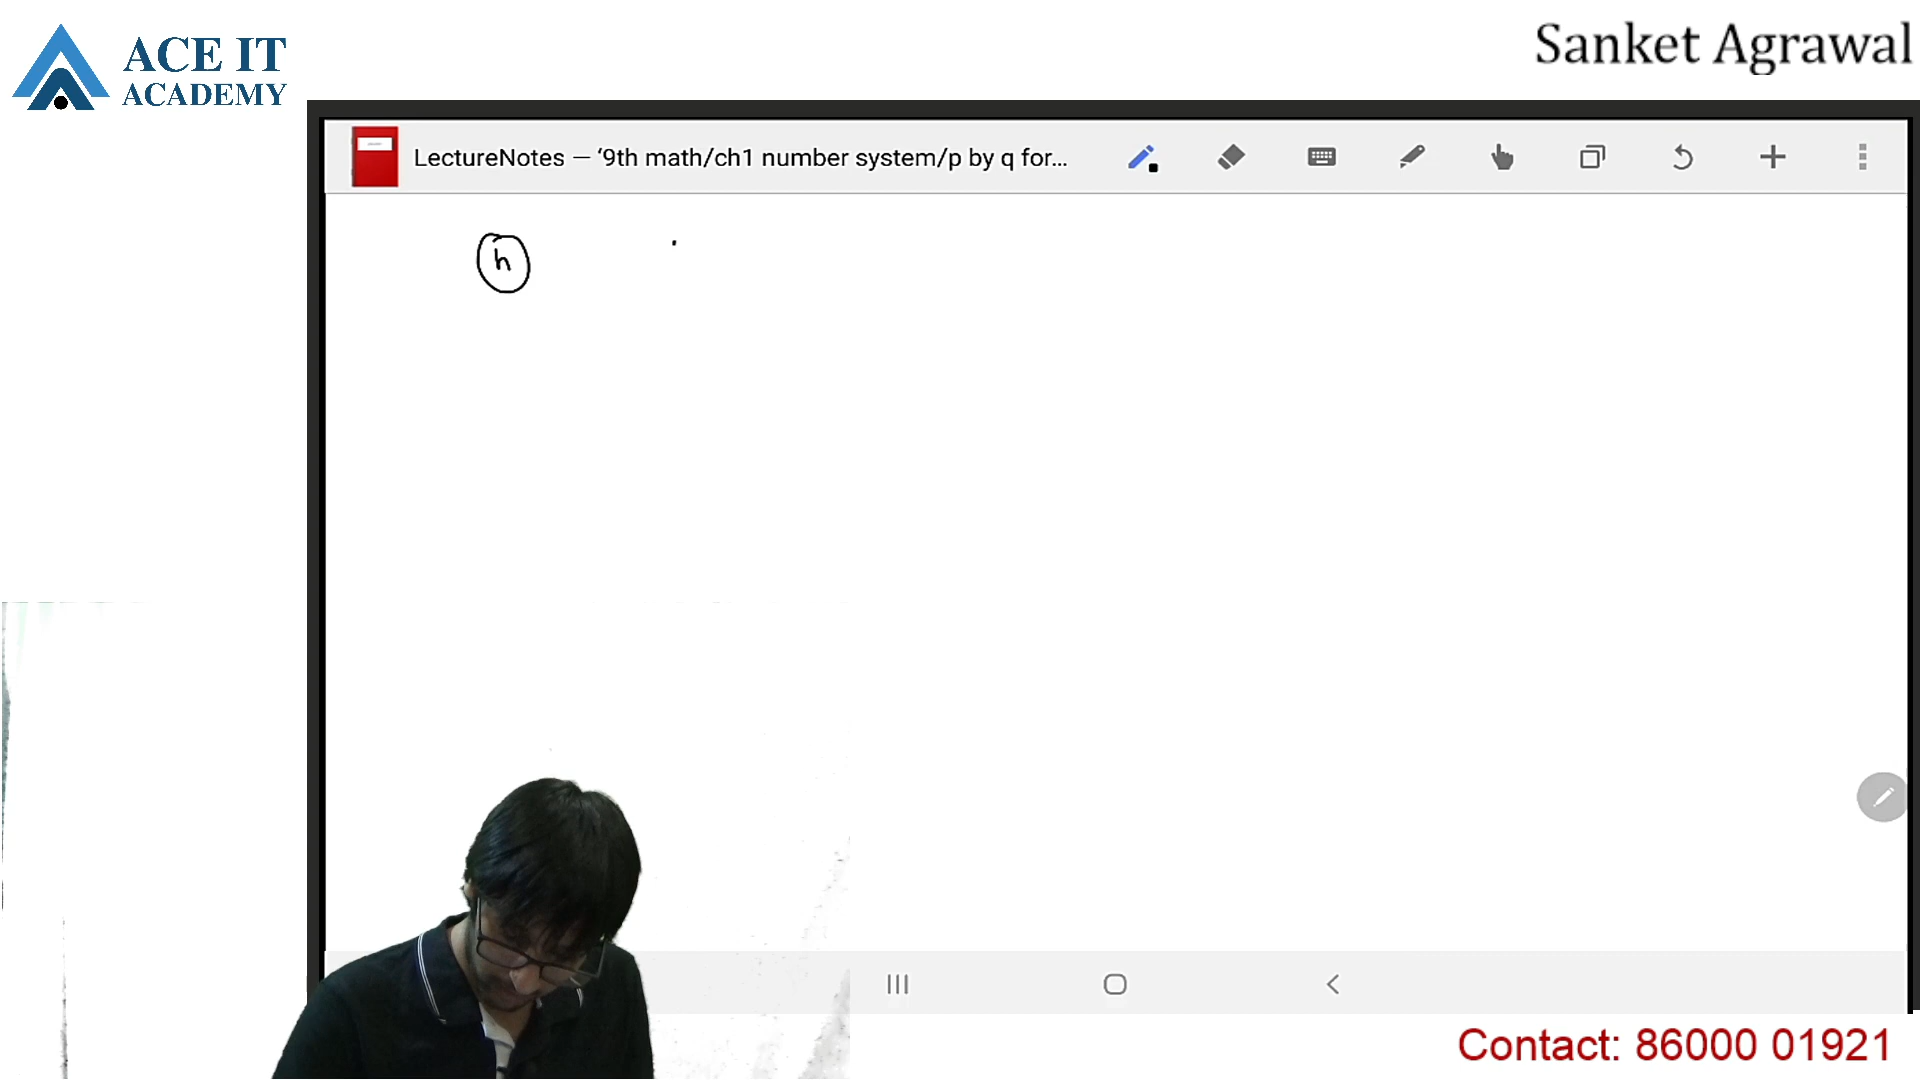 ACE IT
ACADEMY
Sanket Agrawal
LectureNotes — ‘9th math/ch1 number system/p by q for...
h
Contact: 86000 01921